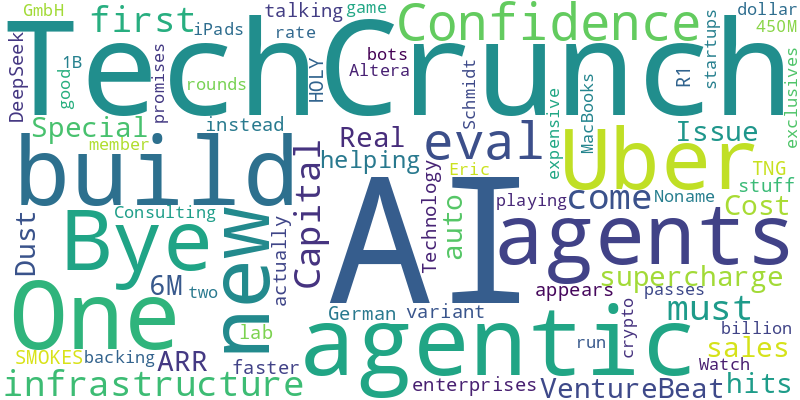 GmbH
first
iPads
talking
game
Confidence
dollar
450M
TechCrunch
DeepSeek
1B
good
promises
rounds
rate
HOLY
bots
Altera
Schmidt
R1
startups
exclusives
Special
member
instead
Real
helping
eval
expensive
MacBooks
Issue
build
Uber
TNG
stuff
Cost
Dust
Bye
Consulting
new
actually
Capital
AI
Technology
Eric
auto
playing
come
Noname
agents
supercharge
6M
two
One
lab
German
variant
appears
passes
must
crypto
billion
SMOKES
backing
ARR
faster
agentic
run
Watch
sales
infrastructure
enterprises
VentureBeat
hits